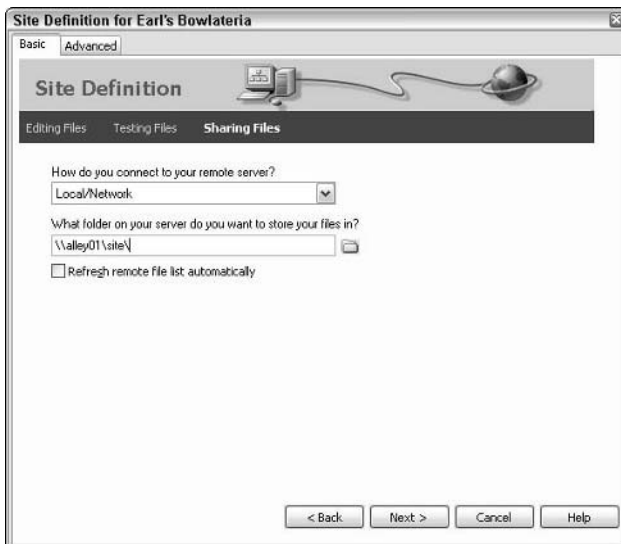 Site Definition for Earl's Bowlateria
Basic Advanced
Site Definition
Editing Files Testing Files Sharing Files
How do you connect to your remote server?
Local/Network
What folder on your server do you want to store your files in?
\\alley01\site\
Refresh remote file list automatically
< Back Next > Cancel Help